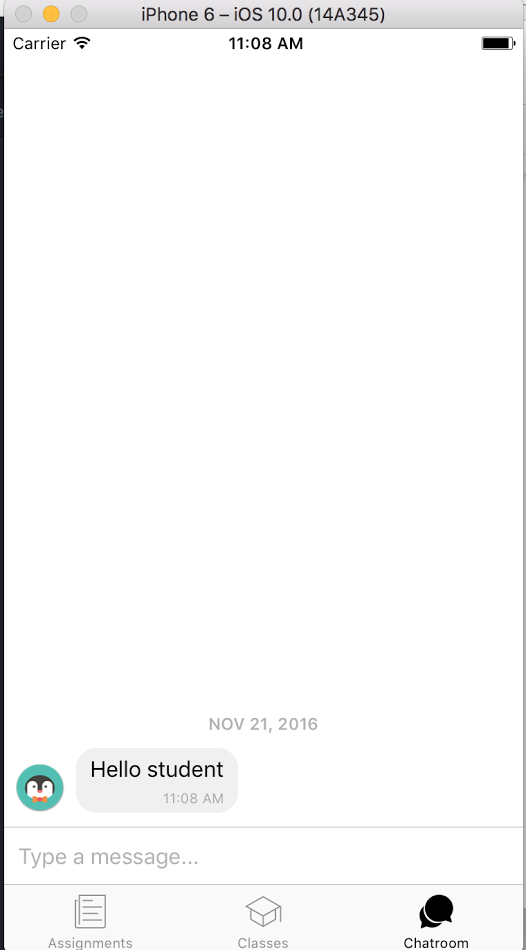 iPhone 6 – iOS 10.0 (14A345)
Carrier 11:08 AM
NOV 21, 2016
Hello student
11:08 AM
Type a message...
Assignments Classes Chatroom